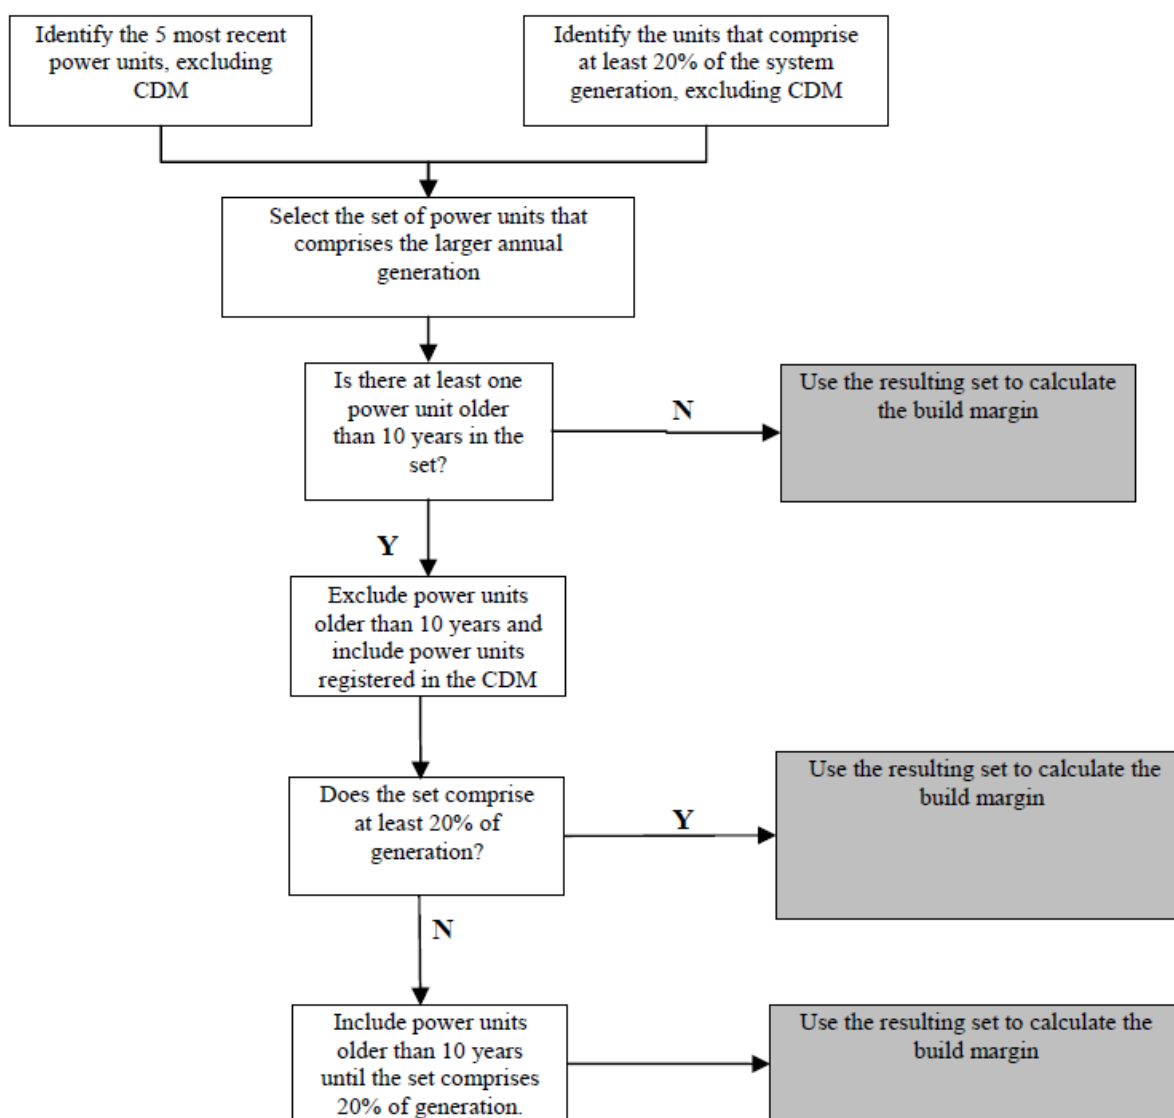 Identify the 5 most recent
power units, excluding
CDM
Identify the units that comprise
at least 20% of the system
generation, excluding CDM
Select the set of power units that
comprises the larger annual
generation
Is there at least one
power unit older
than 10 years in the
set?
N
Use the resulting set to calculate
the build margin
Y
Exclude power units
older than 10 years and
include power units
registered in the CDM
Does the set comprise
at least 20% of
generation?
Y
Use the resulting set to calculate the
build margin
N
Include power units
older than 10 years
until the set comprises
20% of generation.
Use the resulting set to calculate the
build margin